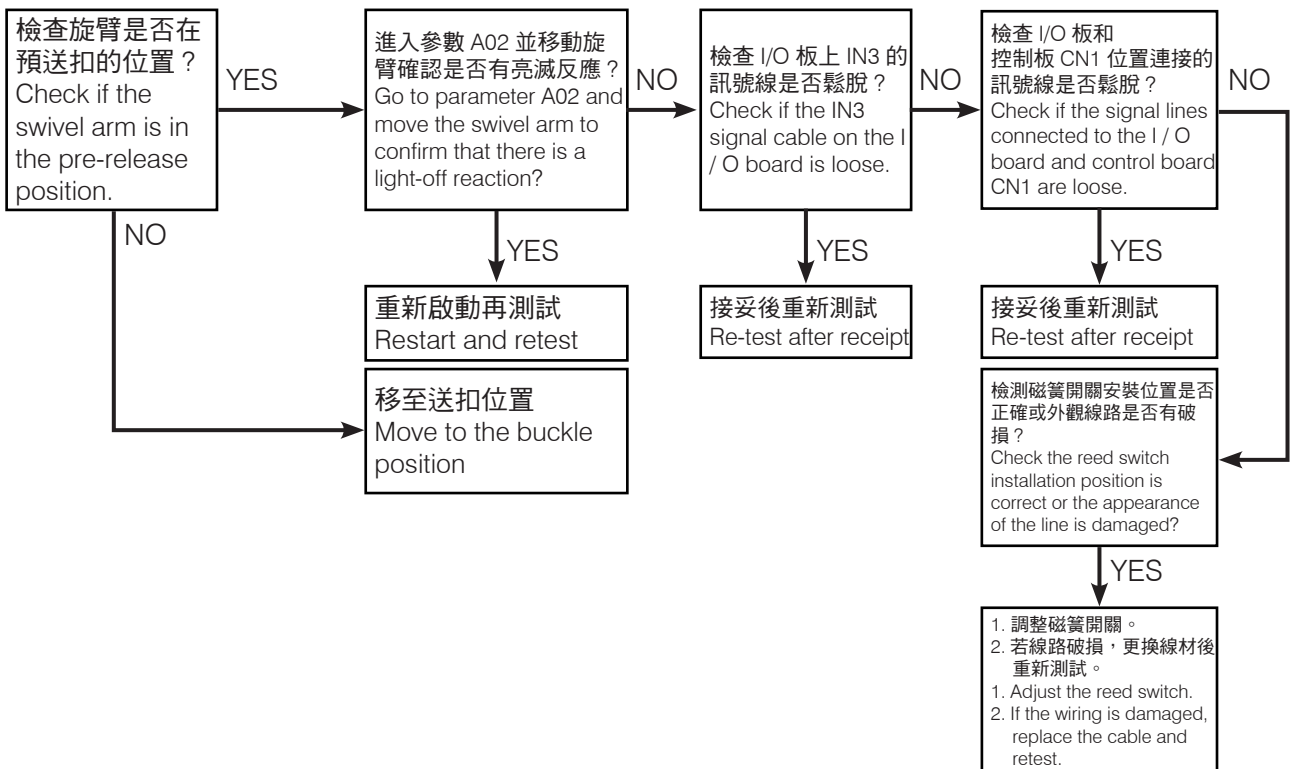 檢查旋臂是否在
預送扣的位置？
Check if the
swivel arm is in
the pre-release
position.
YES
NO
進入參數 A02 並移動旋
臂確認是否有亮滅反應？
Go to parameter A02 and
move the swivel arm to
confirm that there is a
light-off reaction?
NO
YES
重新啟動再測試
Restart and retest
移至送扣位置
Move to the buckle
position
檢查 I/O 板上 IN3 的
訊號線是否鬆脫？
Check if the IN3
signal cable on the I
/ O board is loose.
NO
YES
接妥後重新測試
Re-test after receipt
檢查 I/O 板和
控制板 CN1 位置連接的
訊號線是否鬆脫？
Check if the signal lines
connected to the I / O
board and control board
CN1 are loose.
NO
YES
接妥後重新測試
Re-test after receipt
檢測磁簧開關安裝位置是否
正確或外觀線路是否有破
損？
Check the reed switch
installation position is
correct or the appearance
of the line is damaged?
YES
1. 調整磁簧開關。
2. 若線路破損，更換線材後
重新測試。
1. Adjust the reed switch.
2. If the wiring is damaged,
replace the cable and
retest.